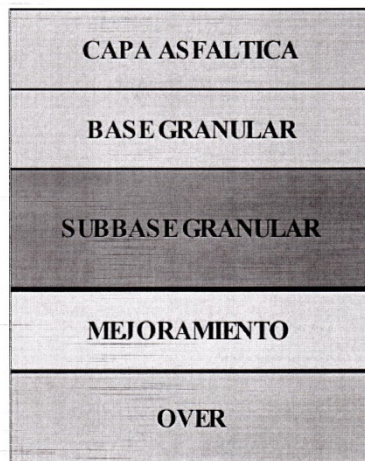 CAPA ASFALTICA
BASE GRANULAR
SUBBASE GRANULAR
MEJORAMIENTO
OVER